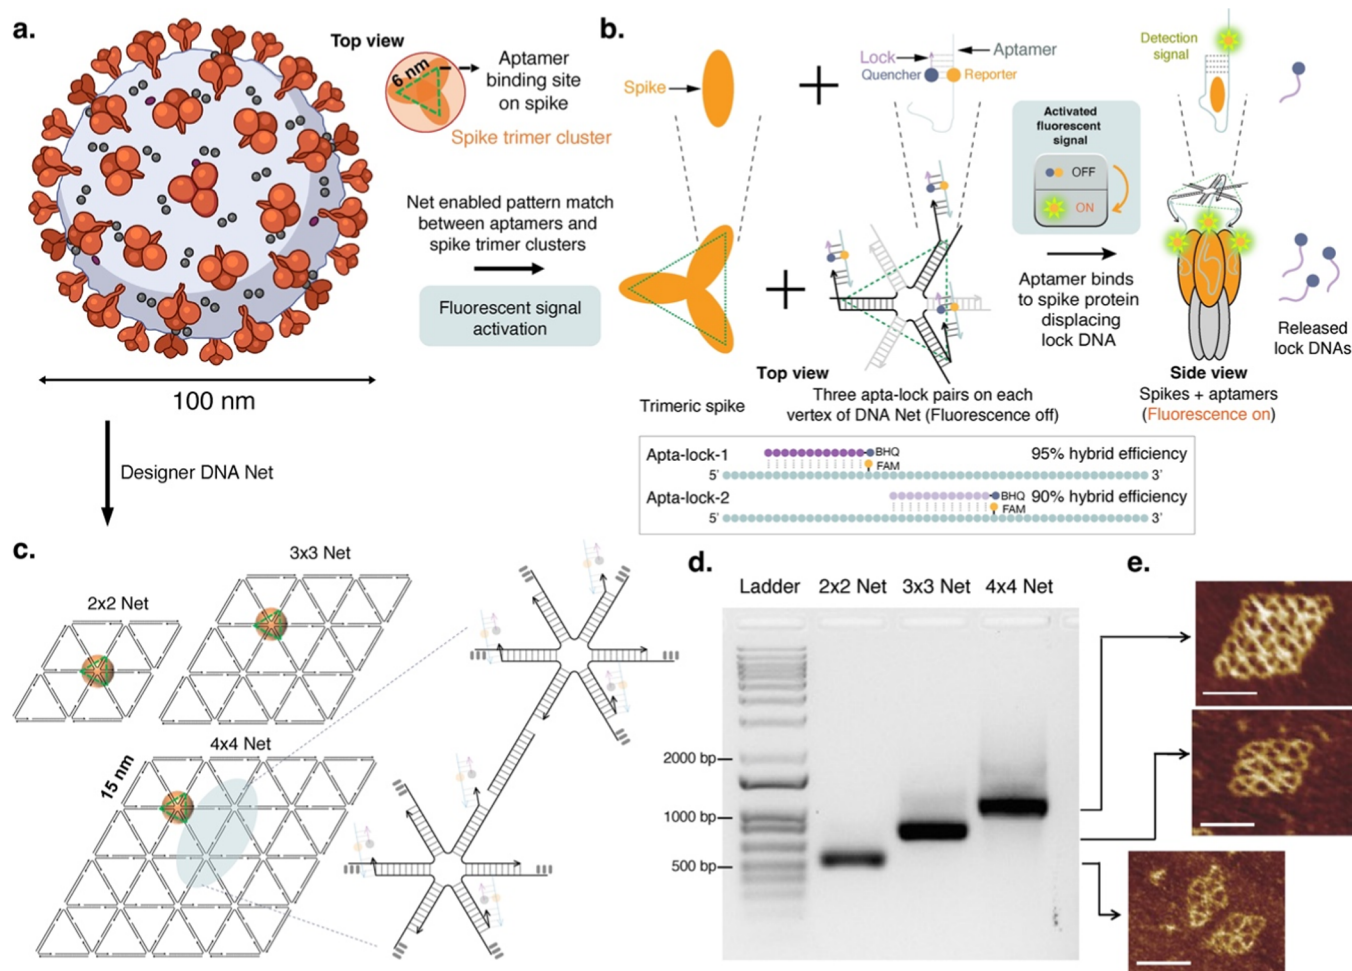 a.
Top view
6 nm
Aptamer
binding site
on spike
Spike trimer cluster
Net enabled pattern match
between aptamers and
spike trimer clusters
Fluorescent signal
activation
100 nm
Designer DNA Net
b.
Spike
+
Lock
Aptamer
Quencher
Reporter
Activated
fluorescent
signal
OFF
ON
Detection
signal
+
Aptamer binds
to spike protein
displacing
lock DNA
Released
lock DNAs
Top view
Side view
Trimeric spike
Three apta-lock pairs on each
vertex of DNA Net (Fluorescence off)
Spikes + aptamers
(Fluorescence on)
Apta-lock-1
BHQ
95% hybrid efficiency
FAM
5'
3'
Apta-lock-2
BHQ
90% hybrid efficiency
FAM
5'
3'
c.
2x2 Net
3x3 Net
4x4 Net
15 nm
d.
Ladder 2x2 Net 3x3 Net 4x4 Net
2000 bp
1000 bp
500 bp
e.